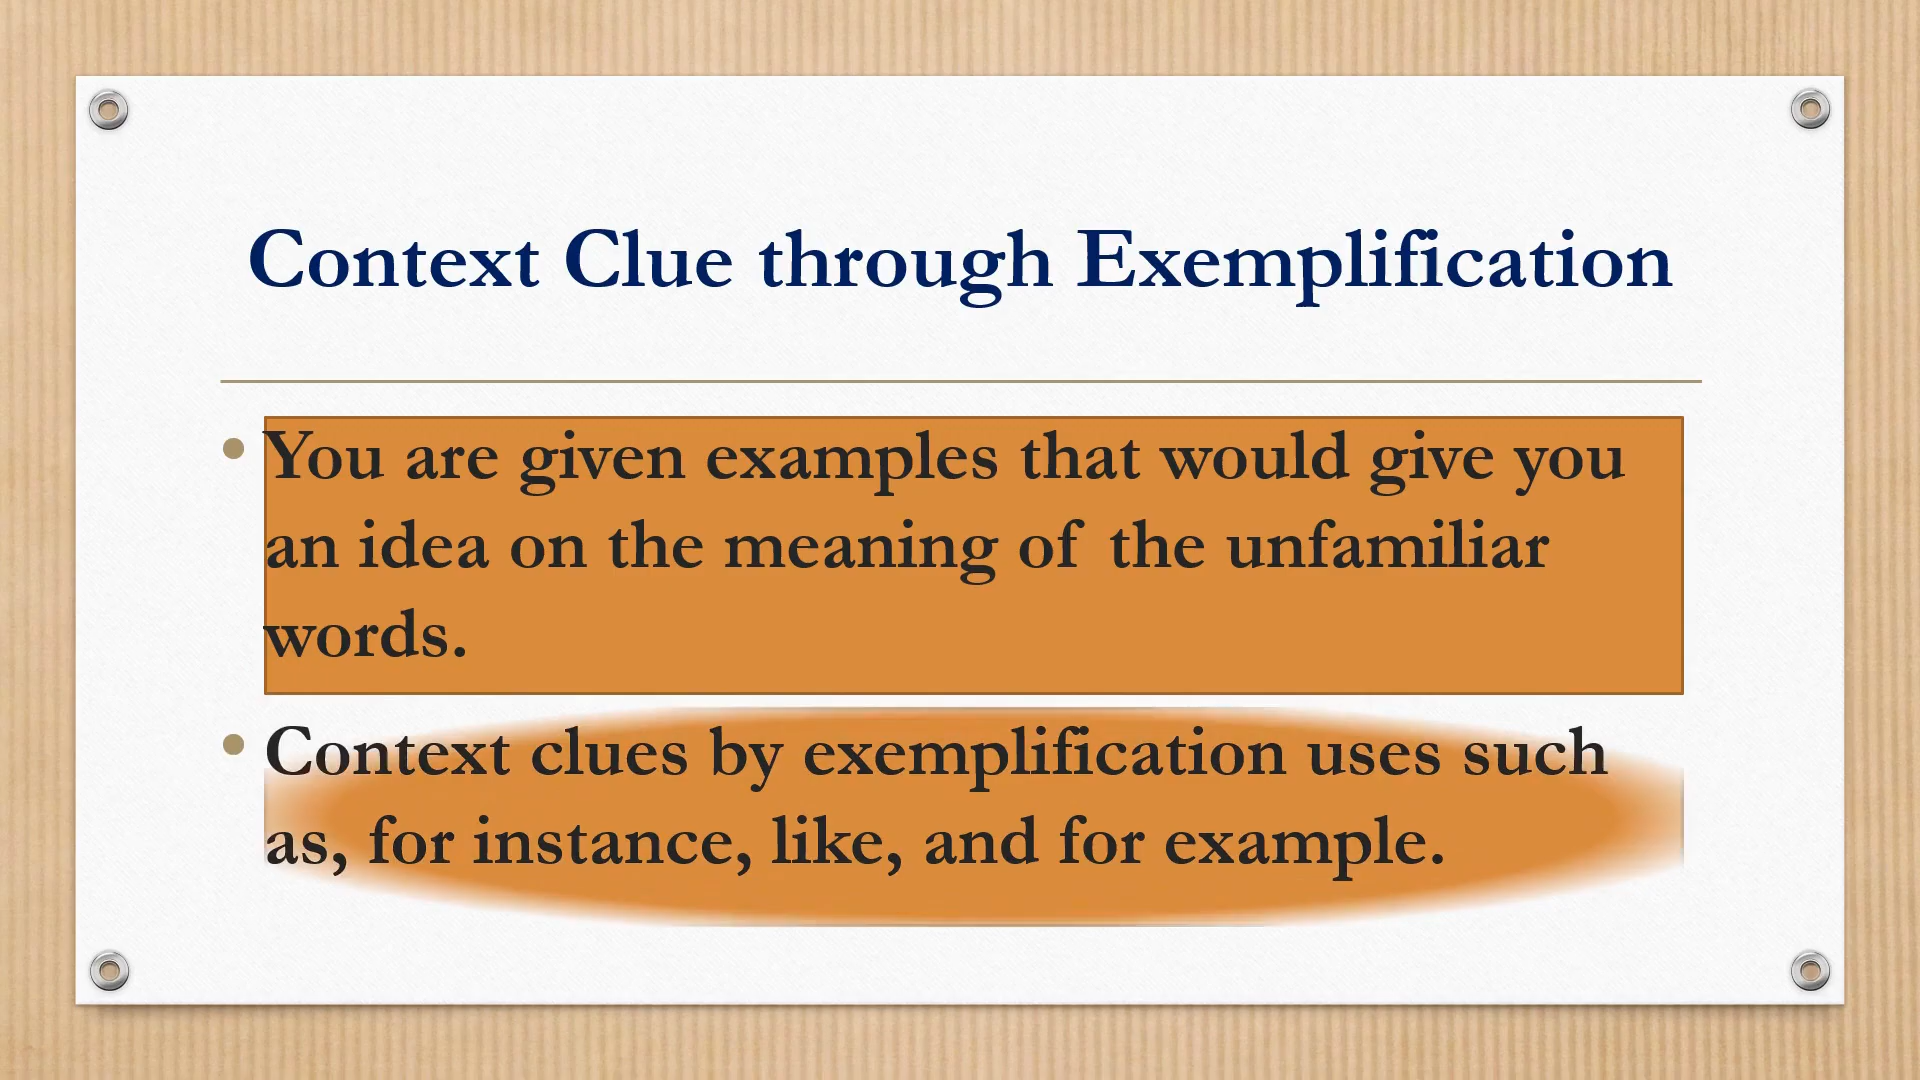 Context Clue through Exemplification
• You are given examples that would give you
an idea on the meaning of the unfamiliar
words.
• Context clues by exemplification uses such
as, for instance, like, and for example.